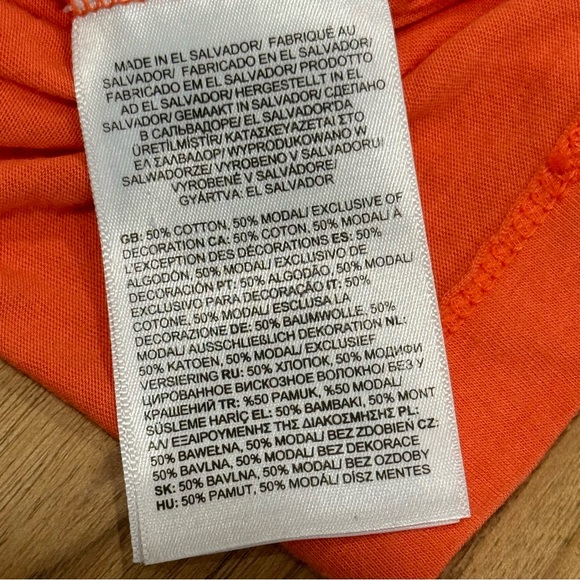 MADE IN EL SALVADOR/ FABRIQUÉ AU
SALVADOR/ FABRICADO EN EL SALVADOR/
FABRICADO EM EL SALVADOR/ PRODOTTO
AD EL SALVADOR/ HERGESTELLT IN EL
SALVADOR/ GEMAAKT IN SALVADOR/ СДЕЛАНО
В САЛЬВАДОРЕ/ EL SALVADOR'DA
ÜRETİLMİŞTİR/ ΚΑΤΑΣΚΕΥΑΖΕΤΑΙ ΣΤΟ
ΕΛ ΣΑΛΒΑΔΟΡ/ WYPRODUKOWANO W
SALWADORZE/ VYROBENO V SALVADORU/
VYROBENÉ V SALVÁDORE/
GYÁRTVA: EL SALVADOR
GB: 50% COTTON, 50% MODAL/ EXCLUSIVE OF
DECORATION CA: 50% COTON, 50% MODAL/ À
L'EXCEPTION DES DÉCORATIONS ES: 50%
ALGODÓN, 50% MODAL/ EXCLUSIVO DE
DECORACIÓN PT: 50% ALGODÃO, 50% MODAL/
EXCLUSIVO PARA DECORAÇÃO IT: 50%
COTONE, 50% MODAL/ ESCLUSA LA
DECORAZIONE DE: 50% BAUMWOLLE, 50%
MODAL/ AUSSCHLIEẞLICH DEKORATION NL:
50% KATOEN, 50% MODAL/ EXCLUSIEF
VERSIERING RU: 50% ХЛОПОК, 50% МОДИФИ
ЦИРОВАННОЕ ВИСКОЗНОЕ ВОЛОКНО/ БЕЗ У
КРАШЕНИЙ TR: %50 PAMUK, %50 MODAL/
SÜSLEME HARİÇ EL: 50% ΒΑΜΒΑΚΙ, 50% ΜΟΝΤ
ΑΛ/ ΕΞΑΙΡΟΥΜΕΝΗΣ ΤΗΣ ΔΙΑΚΟΣΜΗΣΗΣ PL:
50% BAWEŁNA, 50% MODAL/ BEZ ZDOBIEŃ CZ:
50% BAVLNA, 50% MODAL/ BEZ DEKORACE
SK: 50% BAVLNA, 50% MODAL/ BEZ OZDOBY
HU: 50% PAMUT, 50% MODÁL/ DÍSZ MENTES